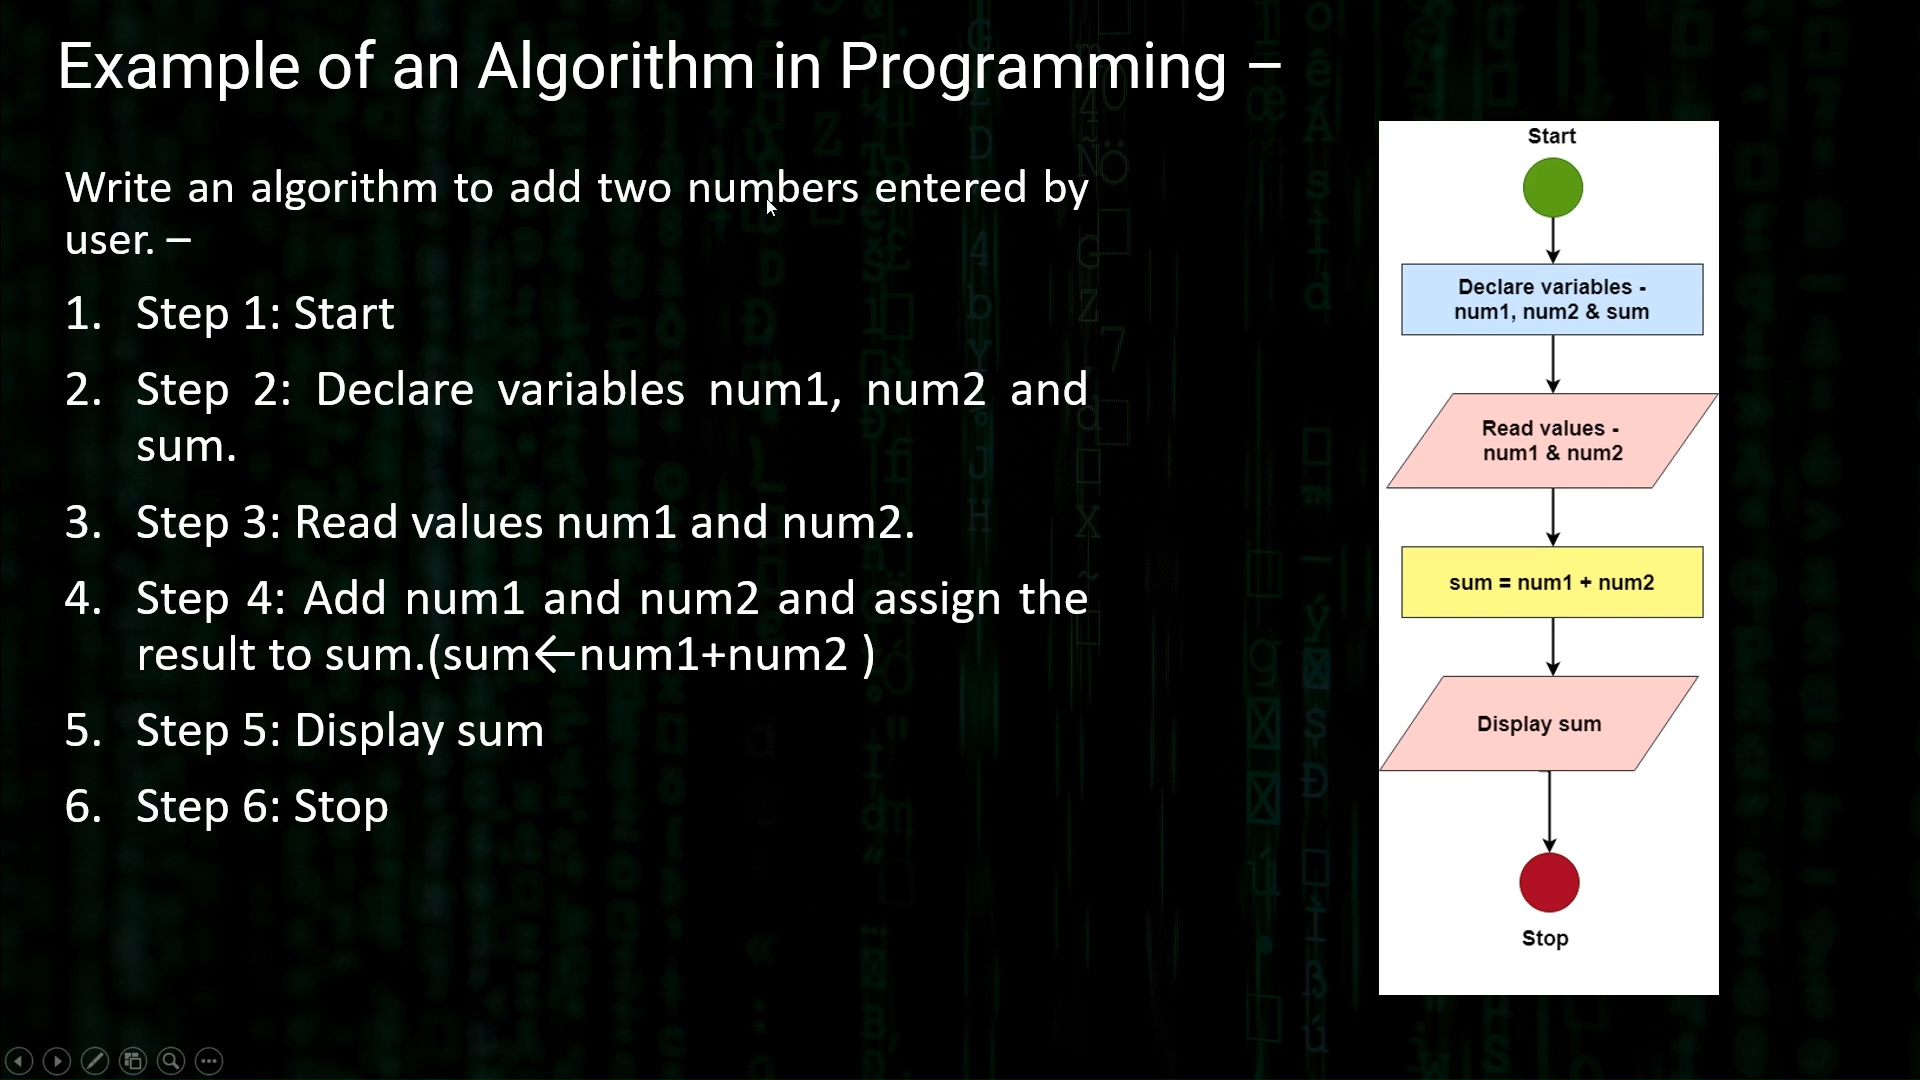 Example of an Algorithm in Programming –
Write an algorithm to add two numbers entered by
user. –
1. Step 1: Start
2. Step 2: Declare variables num1, num2 and
sum.
3. Step 3: Read values num1 and num2.
4. Step 4: Add num1 and num2 and assign the
result to sum.(sum←num1+num2 )
5. Step 5: Display sum
6. Step 6: Stop
Start
Declare variables -
num1, num2 & sum
Read values -
num1 & num2
sum = num1 + num2
Display sum
Stop